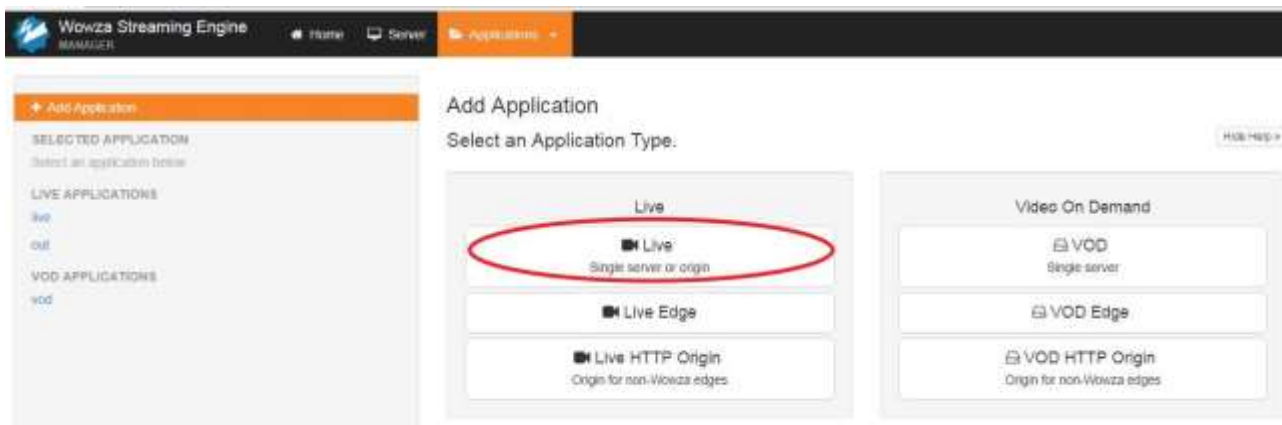 Wowza Streaming Engine
MANAGER
Home
Server
Applications
+ Add Application
SELECTED APPLICATION
Select an application below
LIVE APPLICATIONS
live
out
VOD APPLICATIONS
vod
Add Application
Select an Application Type.
Hide Help
Live
Live
Single server or origin
Live Edge
Live HTTP Origin
Origin for non-Wowza edges
Video On Demand
VOD
Single server
VOD Edge
VOD HTTP Origin
Origin for non-Wowza edges